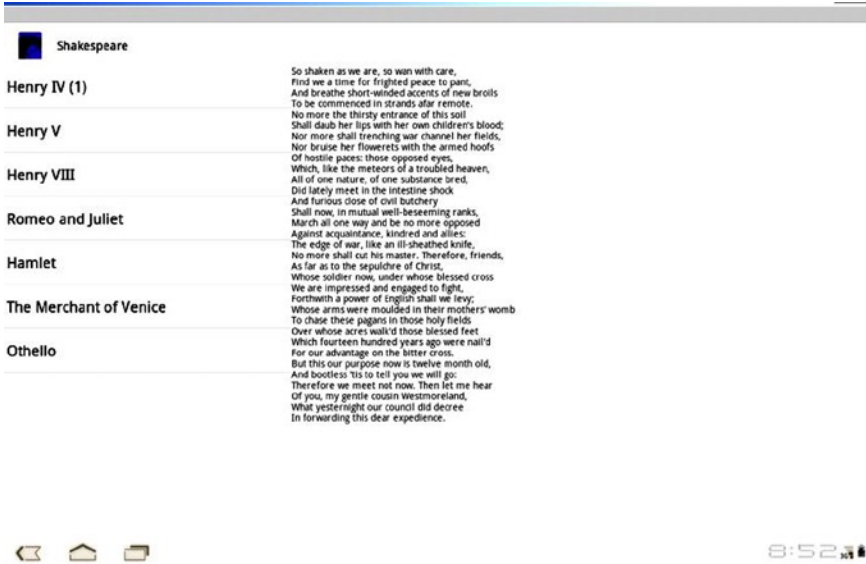 Shakespeare
Henry IV (1)
Henry V
Henry VIII
Romeo and Juliet
Hamlet
The Merchant of Venice
Othello
So shaken as we are, so wan with care,
Find we a time for frighted peace to pant,
And breathe short-winded accents of new broils
To be commenced in strands afar remote.
No more the thirsty entrance of this soil
Shall daub her lips with her own children's blood;
Nor more shall trenching war channel her fields,
Nor bruise her flowerets with the armed hoofs
Of hostile paces: those opposed eyes,
Which, like the meteors of a troubled heaven,
All of one nature, of one substance bred,
Did lately meet in the intestine shock
And furious close of civil butchery
Shall now, in mutual well-beseeming ranks,
March all one way and be no more opposed
Against acquaintance, kindred and allies:
The edge of war, like an ill-sheathed knife,
No more shall cut his master. Therefore, friends,
As far as to the sepulchre of Christ,
Whose soldier now, under whose blessed cross
We are impressed and engaged to fight,
Forthwith a power of English shall we levy;
Whose arms were moulded in their mothers' womb
To chase these pagans in those holy fields
Over whose acres walk'd those blessed feet
Which fourteen hundred years ago were nail'd
For our advantage on the bitter cross.
But this our purpose now is twelve month old,
And bootless 'tis to tell you we will go:
Therefore we meet not now. Then let me hear
Of you, my gentle cousin Westmoreland,
What yesternight our council did decree
In forwarding this dear expedience.
8:52